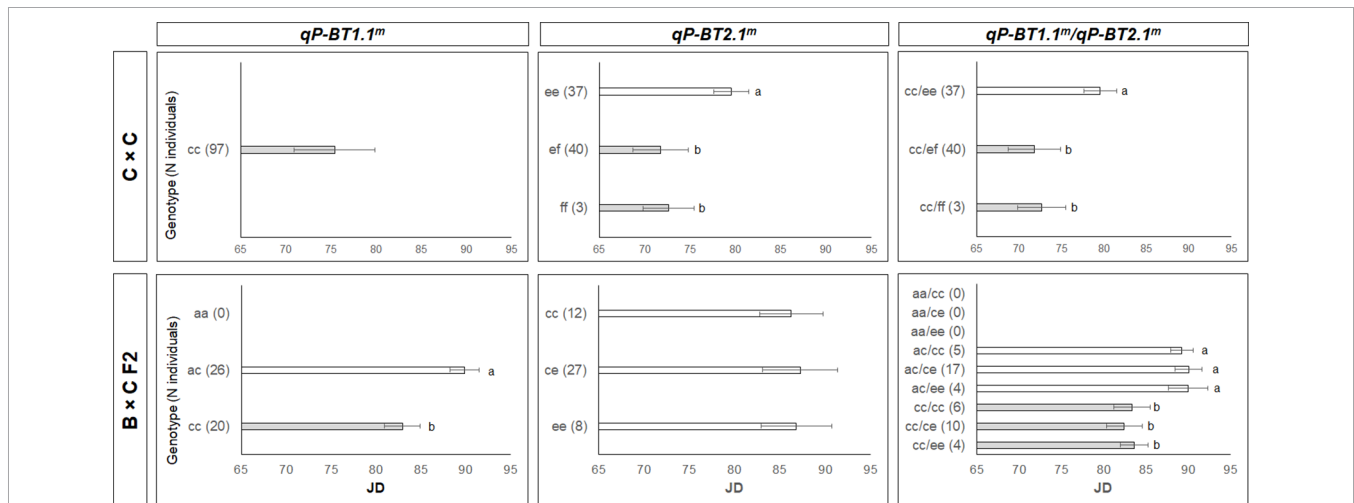 qP-BT1.1ᵐ
qP-BT2.1ᵐ
qP-BT1.1ᵐ/qP-BT2.1ᵐ
C × C
Genotype (N individuals)
cc (97)
65 70 75 80 85 90 95
ee (37) a
ef (40) b
ff (3) b
65 70 75 80 85 90 95
cc/ee (37) a
cc/ef (40) b
cc/ff (3) b
65 70 75 80 85 90 95
B × C F2
Genotype (N individuals)
aa (0)
ac (26) a
cc (20) b
65 70 75 80 85 90 95
JD
cc (12)
ce (27)
ee (8)
65 70 75 80 85 90 95
JD
aa/cc (0)
aa/ce (0)
aa/ee (0)
ac/cc (5) a
ac/ce (17) a
ac/ee (4) a
cc/cc (6) b
cc/ce (10) b
cc/ee (4) b
65 70 75 80 85 90 95
JD